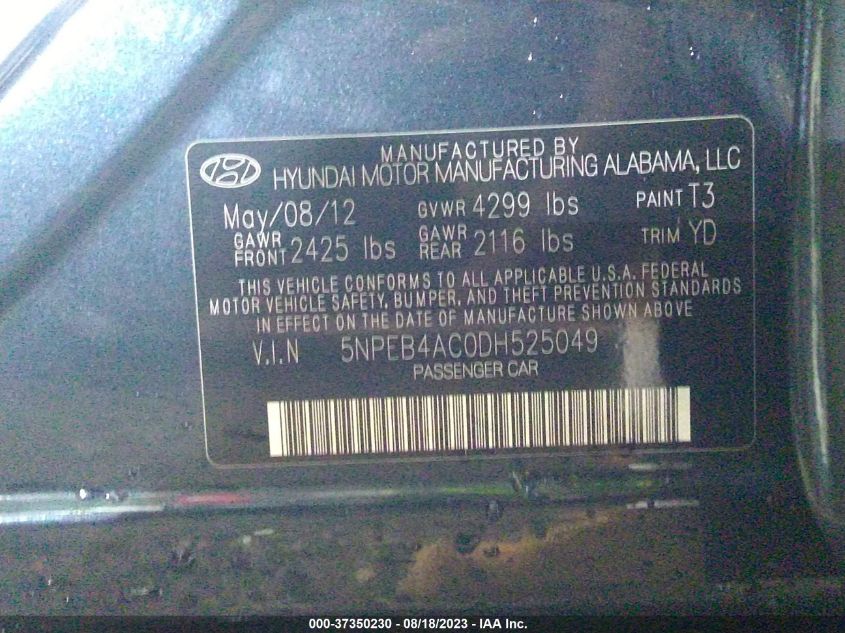 MANUFACTURED BY
HYUNDAI MOTOR MANUFACTURING ALABAMA, LLC
May/08/12 GVWR 4299 lbs PAINT T3
GAWR FRONT 2425 lbs GAWR REAR 2116 lbs TRIM YD
THIS VEHICLE CONFORMS TO ALL APPLICABLE U.S.A. FEDERAL
MOTOR VEHICLE SAFETY, BUMPER, AND THEFT PREVENTION STANDARDS
IN EFFECT ON THE DATE OF MANUFACTURE SHOWN ABOVE
V.I.N 5NPEB4AC0DH525049
PASSENGER CAR
000-37350230 - 08/18/2023 - IAA Inc.